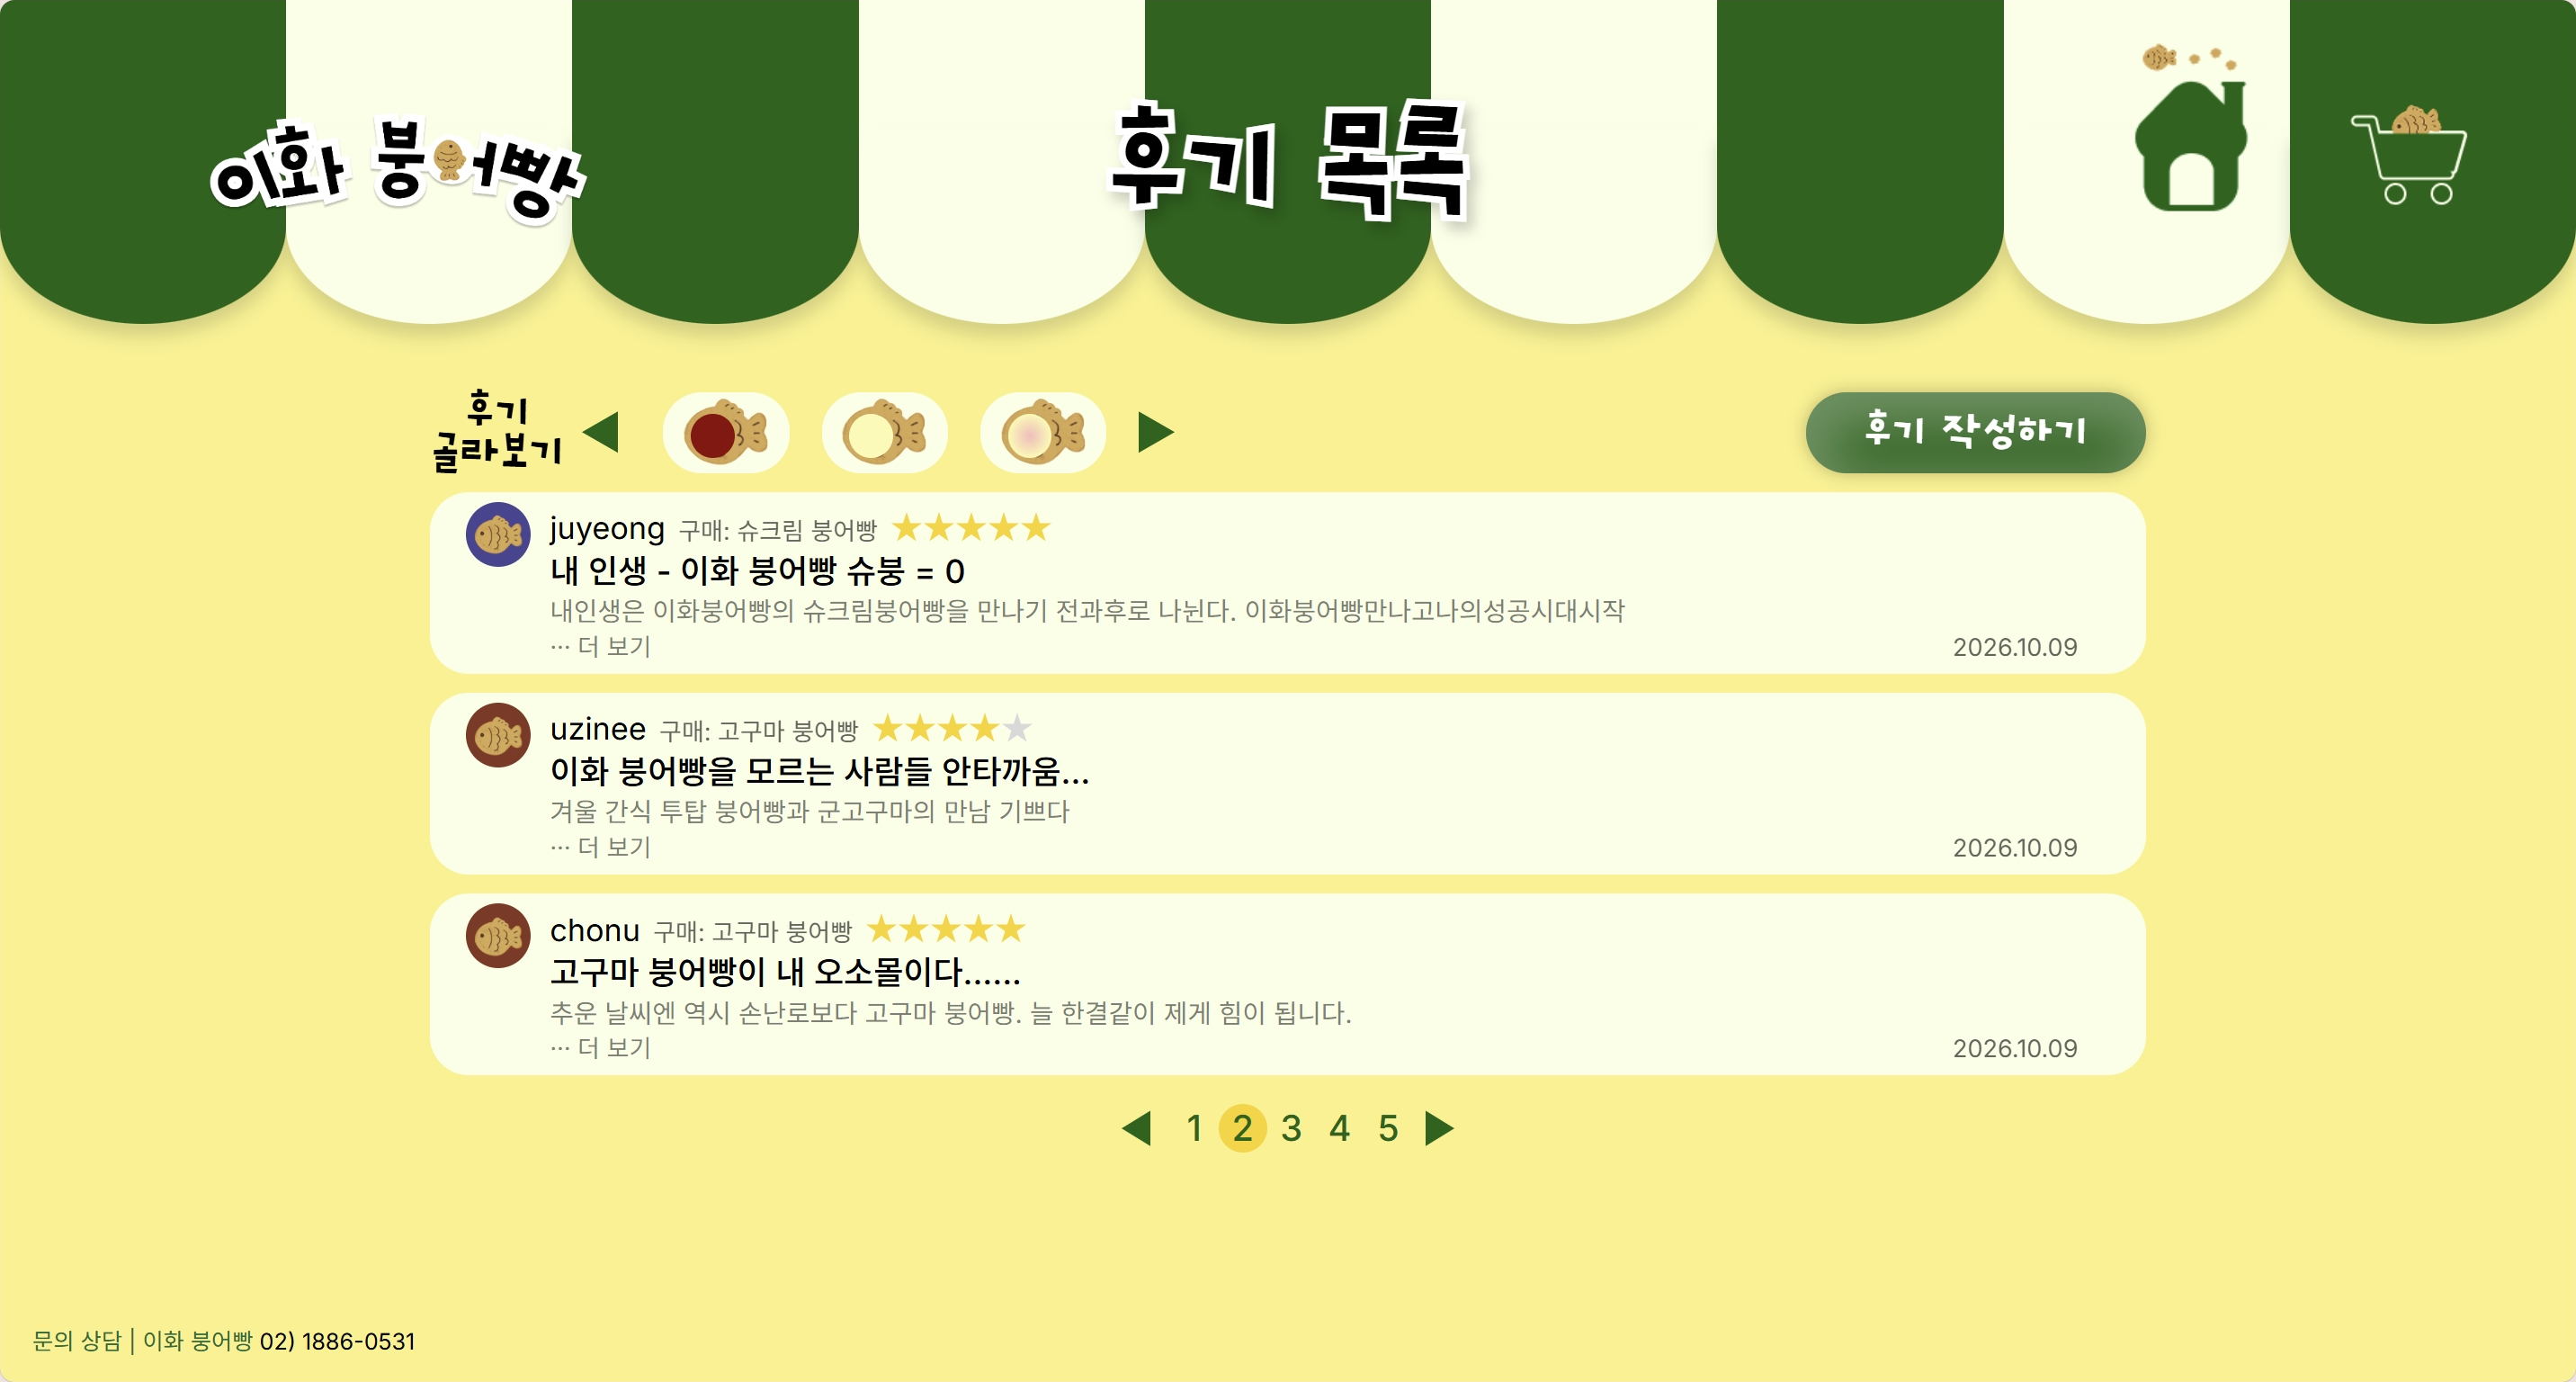 이화 붕어빵
후기 목록
후기
골라보기
후기 작성하기
juyeong 구매: 슈크림 붕어빵
내 인생 - 이화 붕어빵 슈붕 = 0
내인생은 이화붕어빵의 슈크림붕어빵을 만나기 전과후로 나뉜다. 이화붕어빵만나고나의성공시대시작
··· 더 보기
2026.10.09
uzinee 구매: 고구마 붕어빵
이화 붕어빵을 모르는 사람들 안타까움...
겨울 간식 투탑 붕어빵과 군고구마의 만남 기쁘다
··· 더 보기
2026.10.09
chonu 구매: 고구마 붕어빵
고구마 붕어빵이 내 오소몰이다......
추운 날씨엔 역시 손난로보다 고구마 붕어빵. 늘 한결같이 제게 힘이 됩니다.
··· 더 보기
2026.10.09
1 2 3 4 5
문의 상담 | 이화 붕어빵 02) 1886-0531